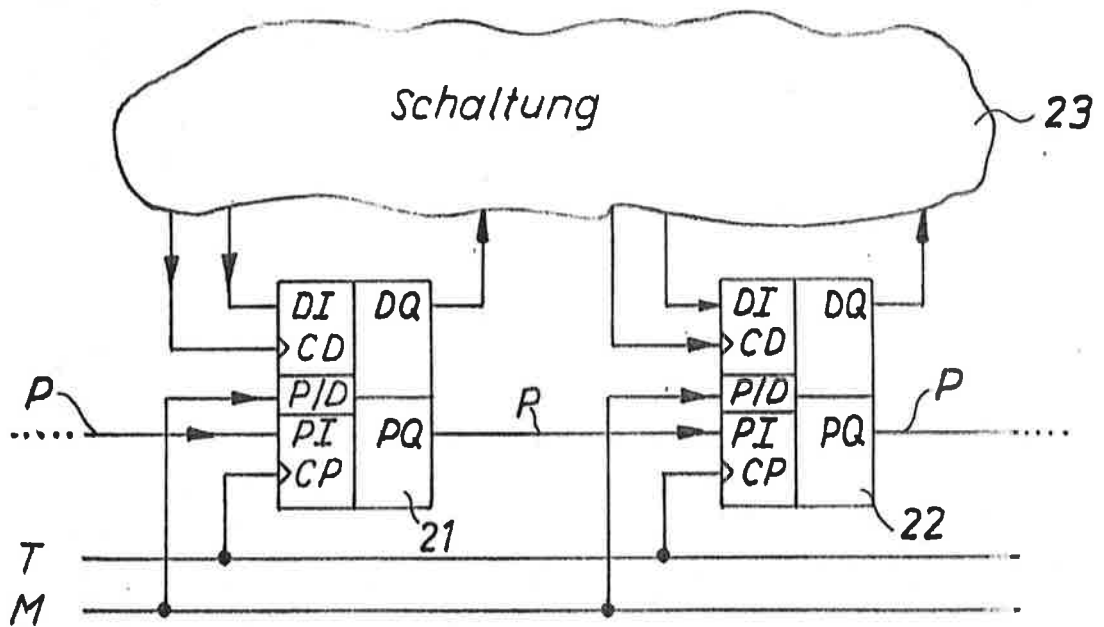 Schaltung
23
DI DQ DI DQ
CD CD
P P/D P P/D P
..... PI PQ PI PQ ....
CP CP
21 22
T
M